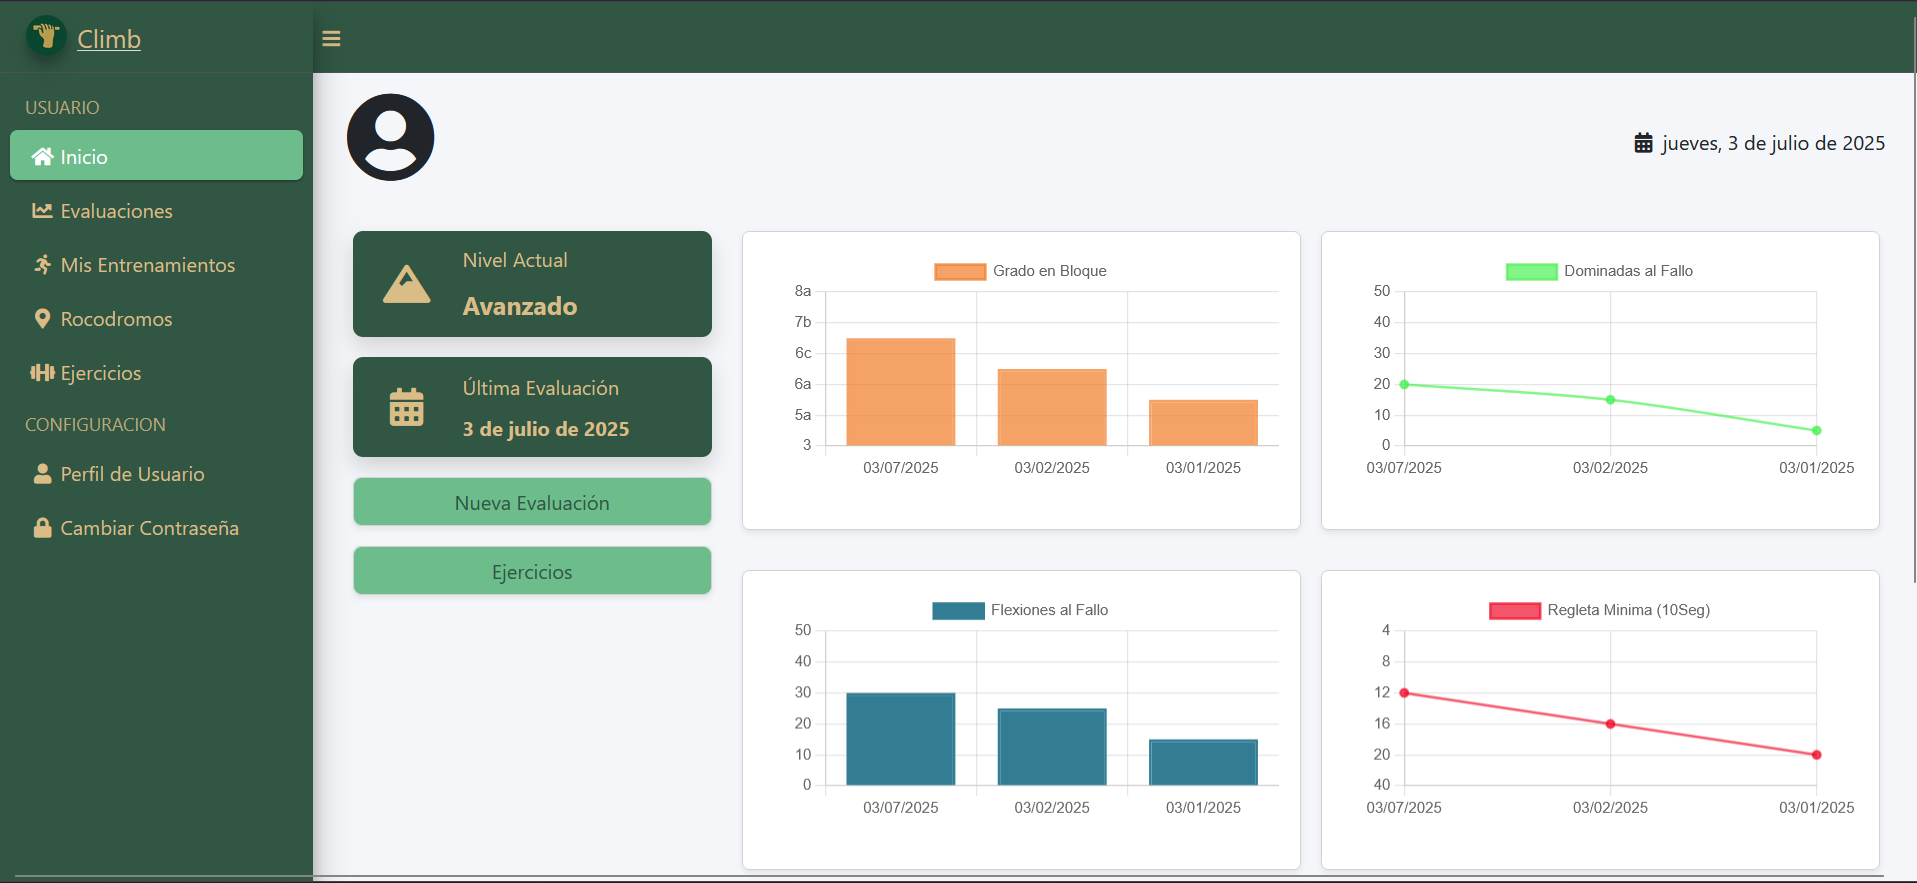 Climb
USUARIO
Inicio
Evaluaciones
Mis Entrenamientos
Rocodromos
Ejercicios
CONFIGURACION
Perfil de Usuario
Cambiar Contraseña
jueves, 3 de julio de 2025
Nivel Actual
Avanzado
Última Evaluación
3 de julio de 2025
Nueva Evaluación
Ejercicios
Grado en Bloque
8a
7b
6c
6a
5a
3
03/07/2025 03/02/2025 03/01/2025
Dominadas al Fallo
50
40
30
20
10
0
03/07/2025 03/02/2025 03/01/2025
Flexiones al Fallo
50
40
30
20
10
0
03/07/2025 03/02/2025 03/01/2025
Regleta Minima (10Seg)
4
8
12
16
20
40
03/07/2025 03/02/2025 03/01/2025